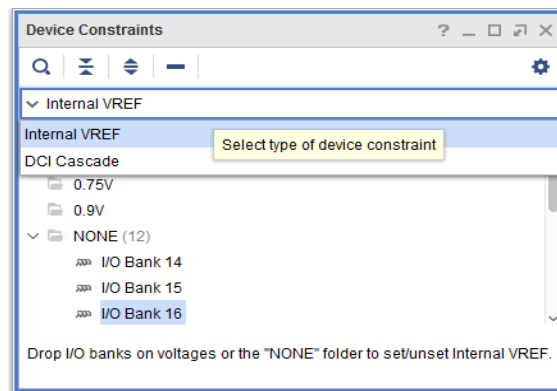 Device Constraints
Internal VREF
Internal VREF
Select type of device constraint
DCI Cascade
0.75V
0.9V
NONE (12)
I/O Bank 14
I/O Bank 15
I/O Bank 16
Drop I/O banks on voltages or the "NONE" folder to set/unset Internal VREF.